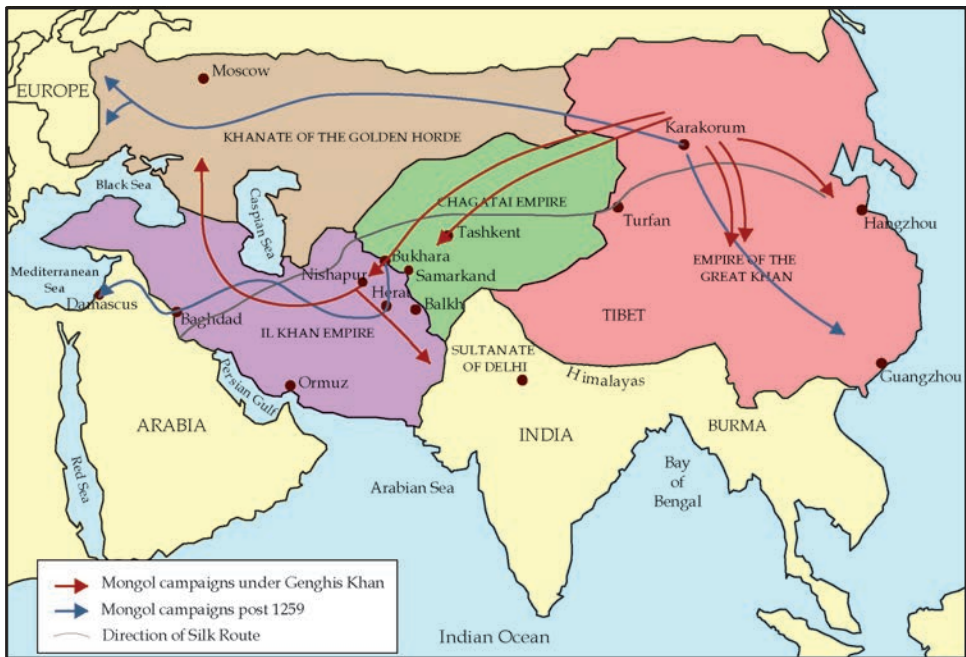 EUROPE
Moscow
KHANATE OF THE GOLDEN HORDE
Karakorum
Black Sea
Caspian Sea
CHAGATAI EMPIRE
Turfan
Hangzhou
Tashkent
Bukhara
Mediterranean
Sea
Nishapur
Samarkand
EMPIRE OF THE
GREAT KHAN
Damascus
Herat
Balkh
Baghdad
IL KHAN EMPIRE
TIBET
SULTANATE
OF DELHI
Himalayas
Guangzhou
Persian Gulf
Ormuz
ARABIA
INDIA
BURMA
Red Sea
Arabian Sea
Bay
of
Bengal
Mongol campaigns under Genghis Khan
Mongol campaigns post 1259
Direction of Silk Route
Indian Ocean